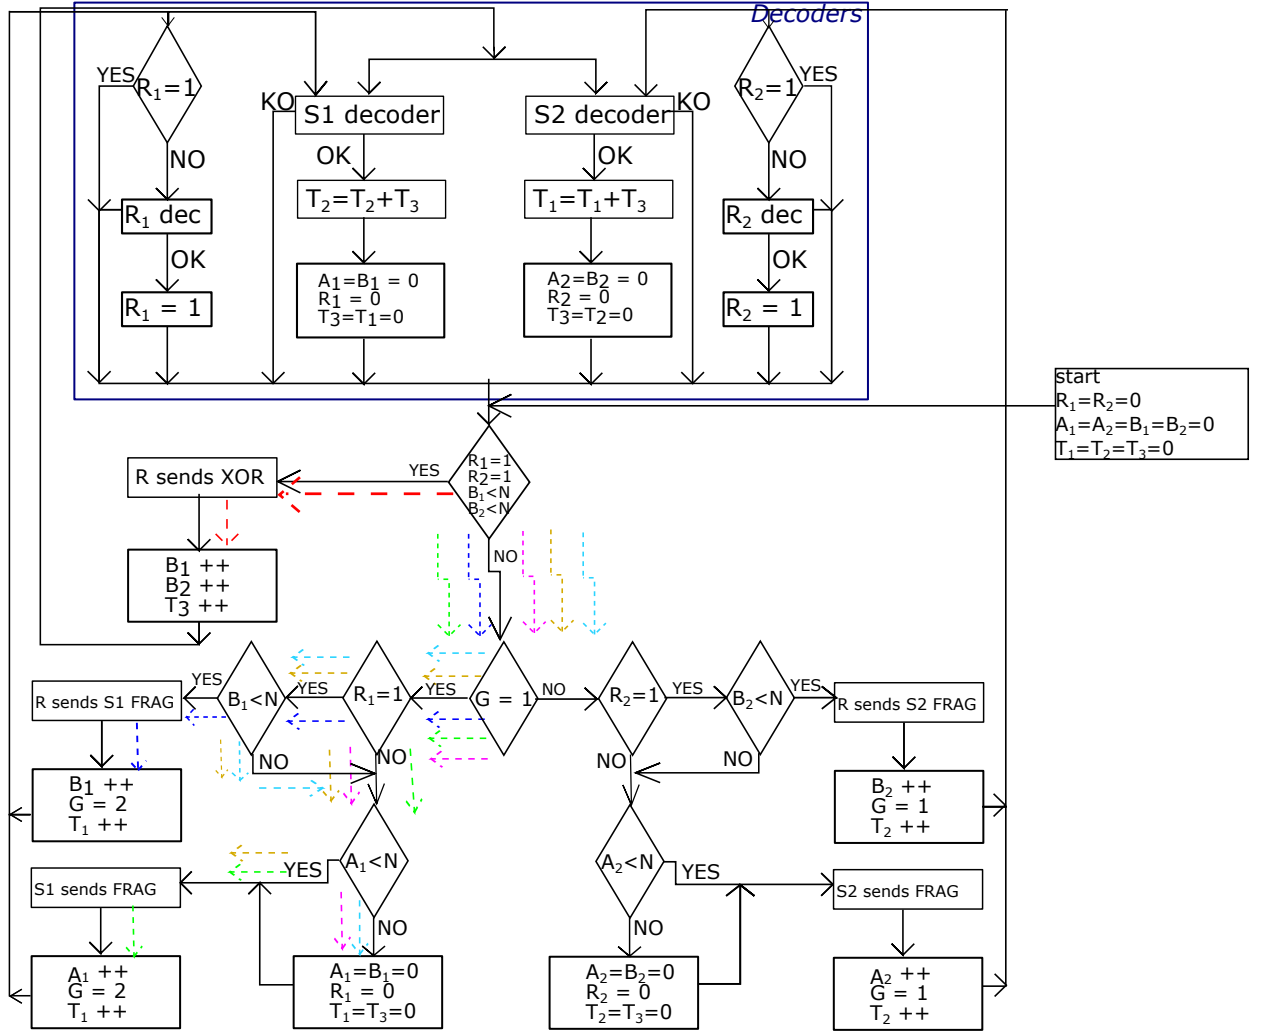 Decoders
YES
R1=1
NO
R1 dec
OK
R1 = 1
KO
S1 decoder
OK
T2=T2+T3
A1=B1 = 0
R1 = 0
T3=T1=0
KO
S2 decoder
OK
T1=T1+T3
A2=B2 = 0
R2 = 0
T3=T2=0
YES
R2=1
NO
R2 dec
OK
R2 = 1
start
R1=R2=0
A1=A2=B1=B2=0
T1=T2=T3=0
R1=1
R2=1
B1<N
B2<N
YES
NO
R sends XOR
B1 ++
B2 ++
T3 ++
G = 1
YES
NO
R1=1
YES
NO
B1<N
YES
NO
R sends S1 FRAG
B1 ++
G = 2
T1 ++
R2=1
YES
NO
B2<N
YES
NO
R sends S2 FRAG
B2 ++
G = 1
T2 ++
A1<N
YES
NO
S1 sends FRAG
A1 ++
G = 2
T1 ++
A1=B1=0
R1 = 0
T1=T3=0
A2<N
YES
NO
S2 sends FRAG
A2=B2=0
R2 = 0
T2=T3=0
A2 ++
G = 1
T2 ++